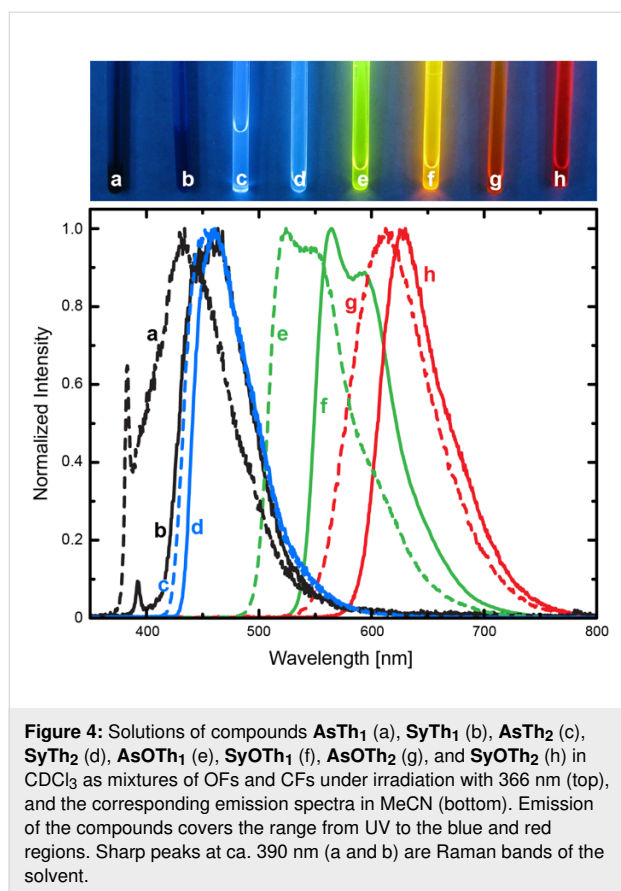 a b c d e f g h
1.0
0.8
0.6
0.4
0.2
0
Normalized Intensity
a
b
c
d
e
f
g
h
400 500 600 700 800
Wavelength [nm]
Figure 4: Solutions of compounds AsTh₁ (a), SyTh₁ (b), AsTh₂ (c),
SyTh₂ (d), AsOTh₁ (e), SyOTh₁ (f), AsOTh₂ (g), and SyOTh₂ (h) in
CDCl₃ as mixtures of OFs and CFs under irradiation with 366 nm (top),
and the corresponding emission spectra in MeCN (bottom). Emission
of the compounds covers the range from UV to the blue and red
regions. Sharp peaks at ca. 390 nm (a and b) are Raman bands of the
solvent.